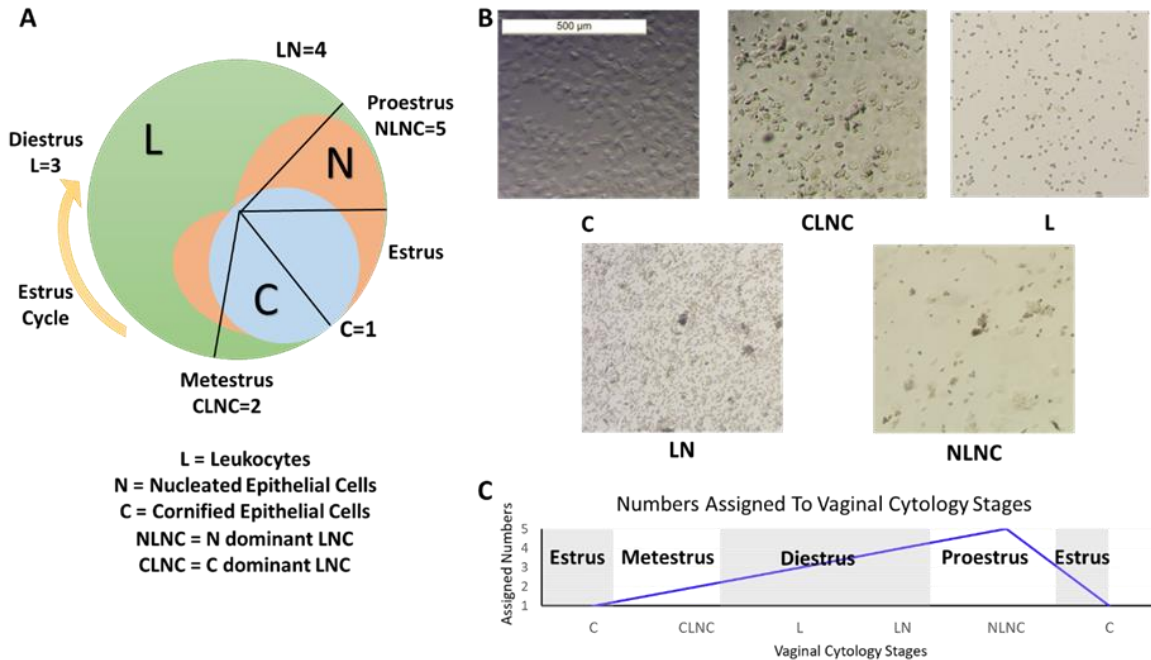 A
LN=4
Proestrus
NLNC=5
Diestrus
L=3
L
N
Estrus
Estrus
Cycle
C
C=1
Metestrus
CLNC=2
L = Leukocytes
N = Nucleated Epithelial Cells
C = Cornified Epithelial Cells
NLNC = N dominant LNC
CLNC = C dominant LNC
B
500 µm
C
CLNC
L
LN
NLNC
C
Numbers Assigned To Vaginal Cytology Stages
Assigned Numbers
5
4
3
2
1
Estrus
Metestrus
Diestrus
Proestrus
Estrus
C
CLNC
L
LN
NLNC
C
Vaginal Cytology Stages